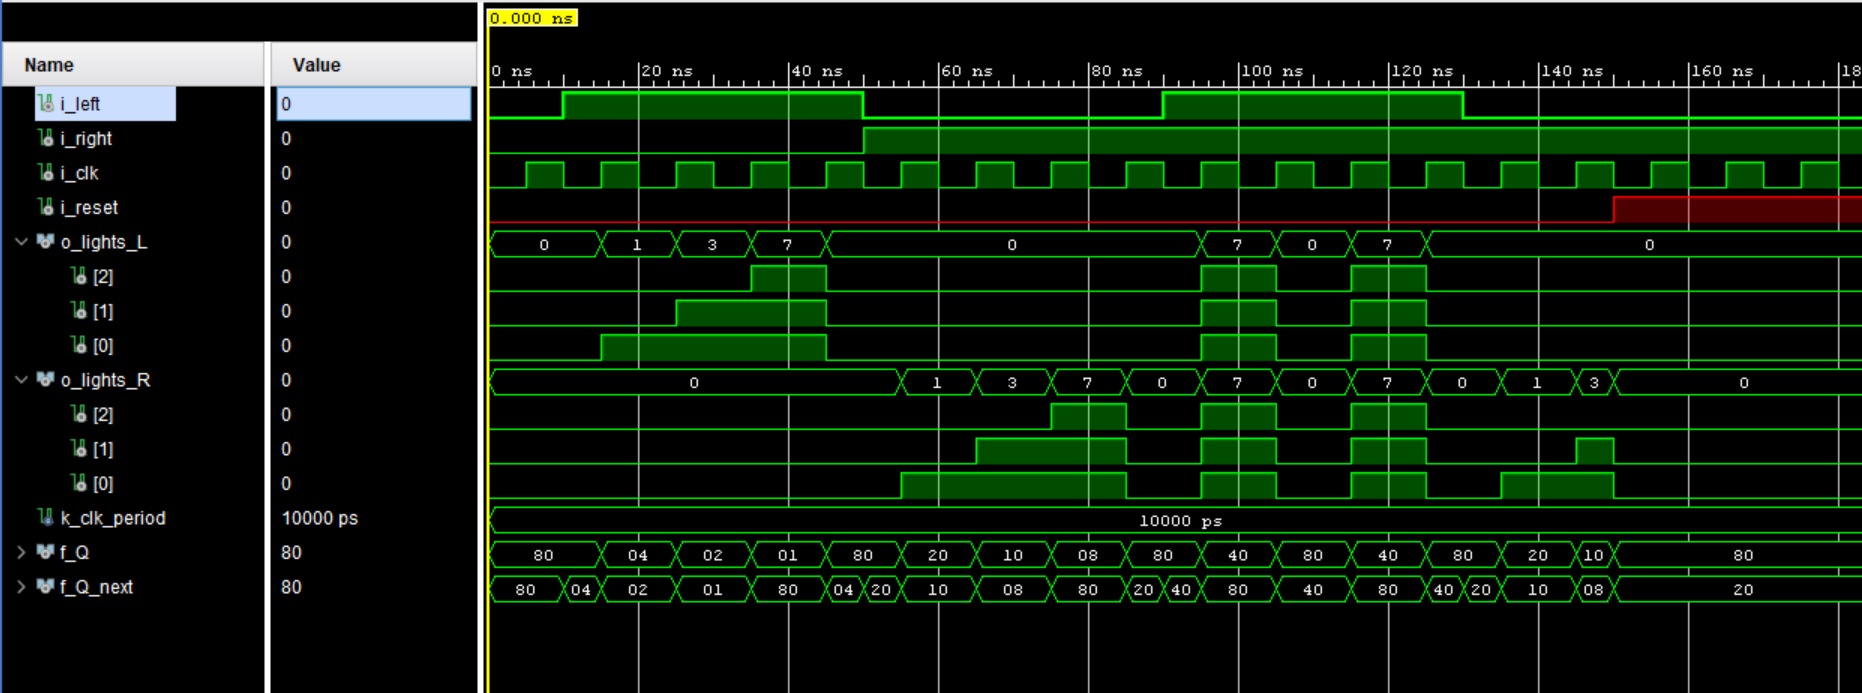 0.000 ns
Name Value
0 ns 20 ns 40 ns 60 ns 80 ns 100 ns 120 ns 140 ns 160 ns 18
i_left 0
i_right 0
i_clk 0
i_reset 0
o_lights_L 0 0 1 3 7 0 7 0 7 0
[2] 0
[1] 0
[0] 0
o_lights_R 0 0 1 3 7 0 7 0 7 0 1 3 0
[2] 0
[1] 0
[0] 0
k_clk_period 10000 ps 10000 ps
f_Q 80 80 04 02 01 80 20 10 08 80 40 80 40 80 20 10 80
f_Q_next 80 80 04 02 01 80 04 20 10 08 80 20 40 80 40 80 40 20 10 08 20